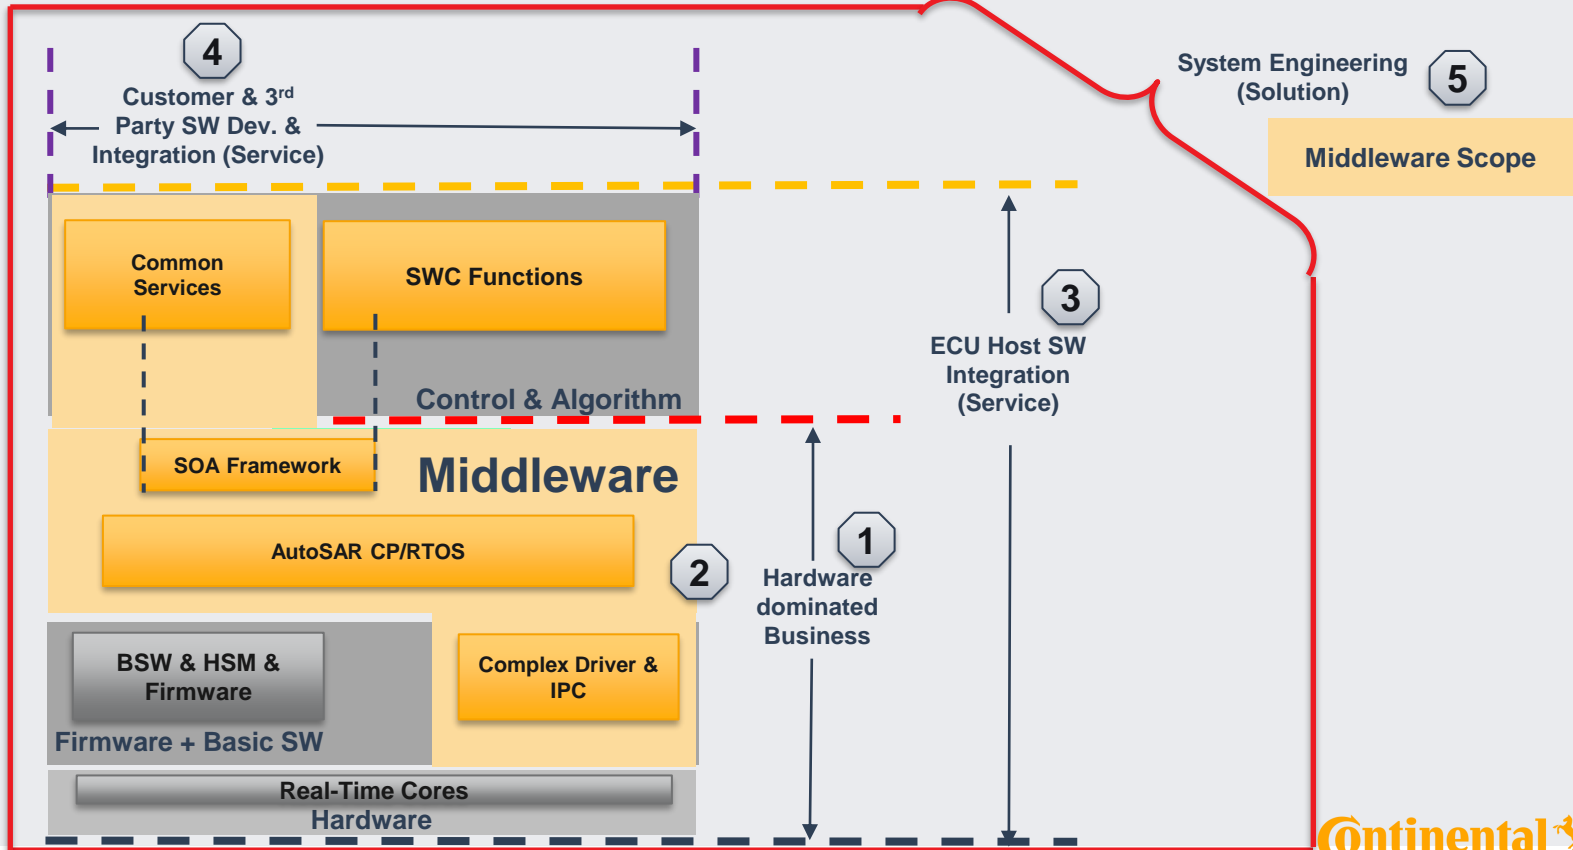 4
Customer & 3rd
Party SW Dev. &
Integration (Service)
System Engineering
(Solution)
5
Middleware Scope
Common
Services
SWC Functions
3
ECU Host SW
Integration
(Service)
Control & Algorithm
SOA Framework
Middleware
AutoSAR CP/RTOS
2
1
Hardware
dominated
Business
BSW & HSM &
Firmware
Complex Driver &
IPC
Firmware + Basic SW
Real-Time Cores
Hardware
Continental